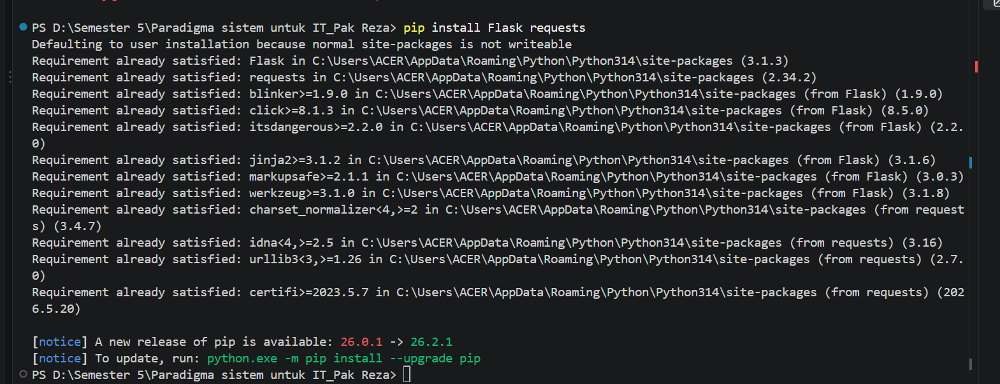 PS D:\Semester 5\Paradigma sistem untuk IT_Pak Reza> pip install Flask requests
Defaulting to user installation because normal site-packages is not writeable
Requirement already satisfied: Flask in C:\Users\ACER\AppData\Roaming\Python\Python314\site-packages (3.1.3)
Requirement already satisfied: requests in C:\Users\ACER\AppData\Roaming\Python\Python314\site-packages (2.34.2)
Requirement already satisfied: blinker>=1.9.0 in C:\Users\ACER\AppData\Roaming\Python\Python314\site-packages (from Flask) (1.9.0)
Requirement already satisfied: click>=8.1.3 in C:\Users\ACER\AppData\Roaming\Python\Python314\site-packages (from Flask) (8.5.0)
Requirement already satisfied: itsdangerous>=2.2.0 in C:\Users\ACER\AppData\Roaming\Python\Python314\site-packages (from Flask) (2.2.
0)
Requirement already satisfied: jinja2>=3.1.2 in C:\Users\ACER\AppData\Roaming\Python\Python314\site-packages (from Flask) (3.1.6)
Requirement already satisfied: markupsafe>=2.1.1 in C:\Users\ACER\AppData\Roaming\Python\Python314\site-packages (from Flask) (3.0.3)
Requirement already satisfied: werkzeug>=3.1.0 in C:\Users\ACER\AppData\Roaming\Python\Python314\site-packages (from Flask) (3.1.8)
Requirement already satisfied: charset_normalizer<4,>=2 in C:\Users\ACER\AppData\Roaming\Python\Python314\site-packages (from request
s) (3.4.7)
Requirement already satisfied: idna<4,>=2.5 in C:\Users\ACER\AppData\Roaming\Python\Python314\site-packages (from requests) (3.16)
Requirement already satisfied: urllib3<3,>=1.26 in C:\Users\ACER\AppData\Roaming\Python\Python314\site-packages (from requests) (2.7.
0)
Requirement already satisfied: certifi>=2023.5.7 in C:\Users\ACER\AppData\Roaming\Python\Python314\site-packages (from requests) (202
6.5.20)
[notice] A new release of pip is available: 26.0.1 -> 26.2.1
[notice] To update, run: python.exe -m pip install --upgrade pip
PS D:\Semester 5\Paradigma sistem untuk IT_Pak Reza>